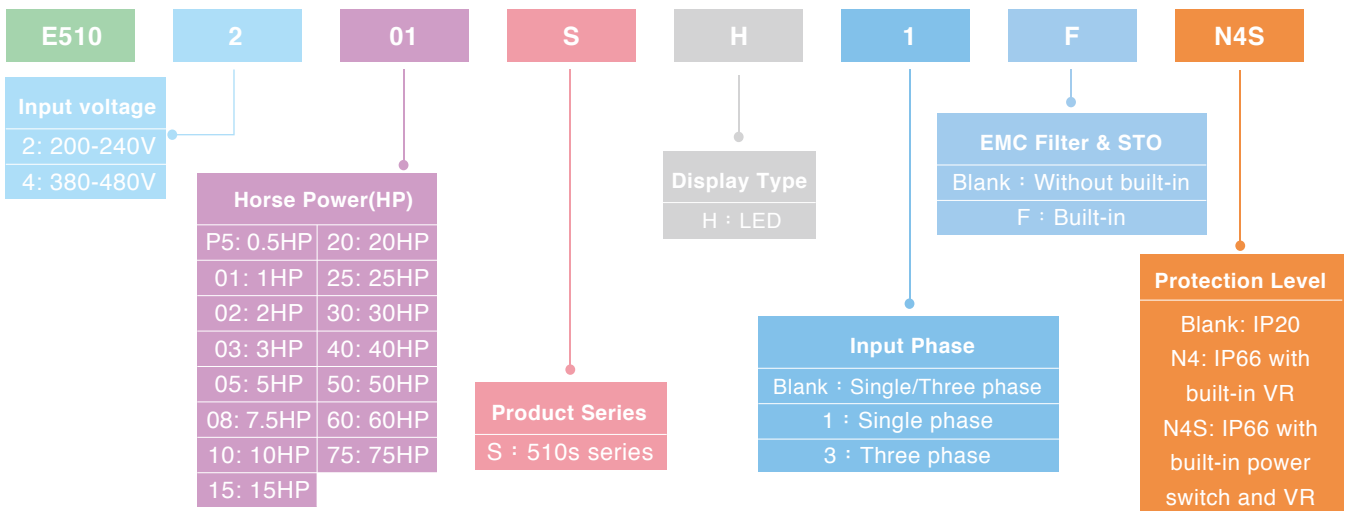 E510 2 01 S H 1 F N4S
Input voltage
2: 200-240V
4: 380-480V
Horse Power(HP)
P5: 0.5HP 20: 20HP
01: 1HP 25: 25HP
02: 2HP 30: 30HP
03: 3HP 40: 40HP
05: 5HP 50: 50HP
08: 7.5HP 60: 60HP
10: 10HP 75: 75HP
15: 15HP
Product Series
S：510s series
Display Type
H：LED
Input Phase
Blank：Single/Three phase
1：Single phase
3：Three phase
EMC Filter & STO
Blank：Without built-in
F：Built-in
Protection Level
Blank: IP20
N4: IP66 with
built-in VR
N4S: IP66 with
built-in power
switch and VR